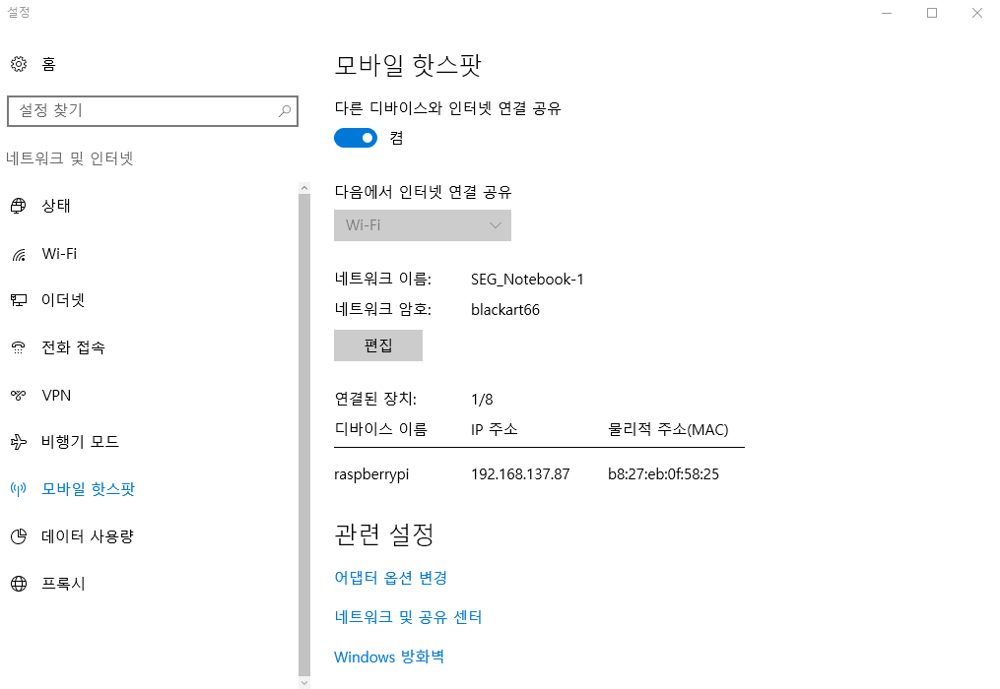 설정
홈
설정 찾기
네트워크 및 인터넷
상태
Wi-Fi
이더넷
전화 접속
VPN
비행기 모드
모바일 핫스팟
데이터 사용량
프록시
모바일 핫스팟
다른 디바이스와 인터넷 연결 공유
켬
다음에서 인터넷 연결 공유
Wi-Fi
네트워크 이름: SEG_Notebook-1
네트워크 암호: blackart66
편집
연결된 장치: 1/8
디바이스 이름 IP 주소 물리적 주소(MAC)
raspberrypi 192.168.137.87 b8:27:eb:0f:58:25
관련 설정
어댑터 옵션 변경
네트워크 및 공유 센터
Windows 방화벽